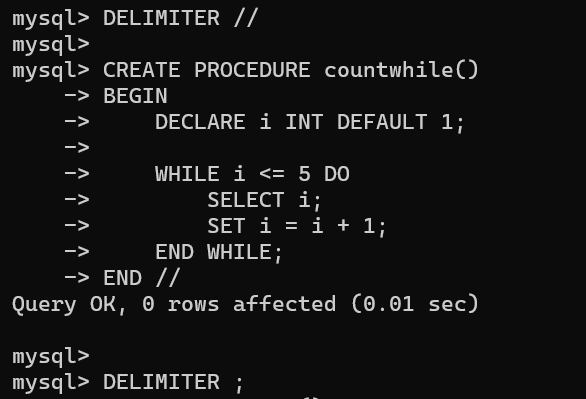 mysql> DELIMITER //
mysql>
mysql> CREATE PROCEDURE countwhile()
    -> BEGIN
    ->     DECLARE i INT DEFAULT 1;
    ->
    ->     WHILE i <= 5 DO
    ->         SELECT i;
    ->         SET i = i + 1;
    ->     END WHILE;
    -> END //
Query OK, 0 rows affected (0.01 sec)

mysql>
mysql> DELIMITER ;